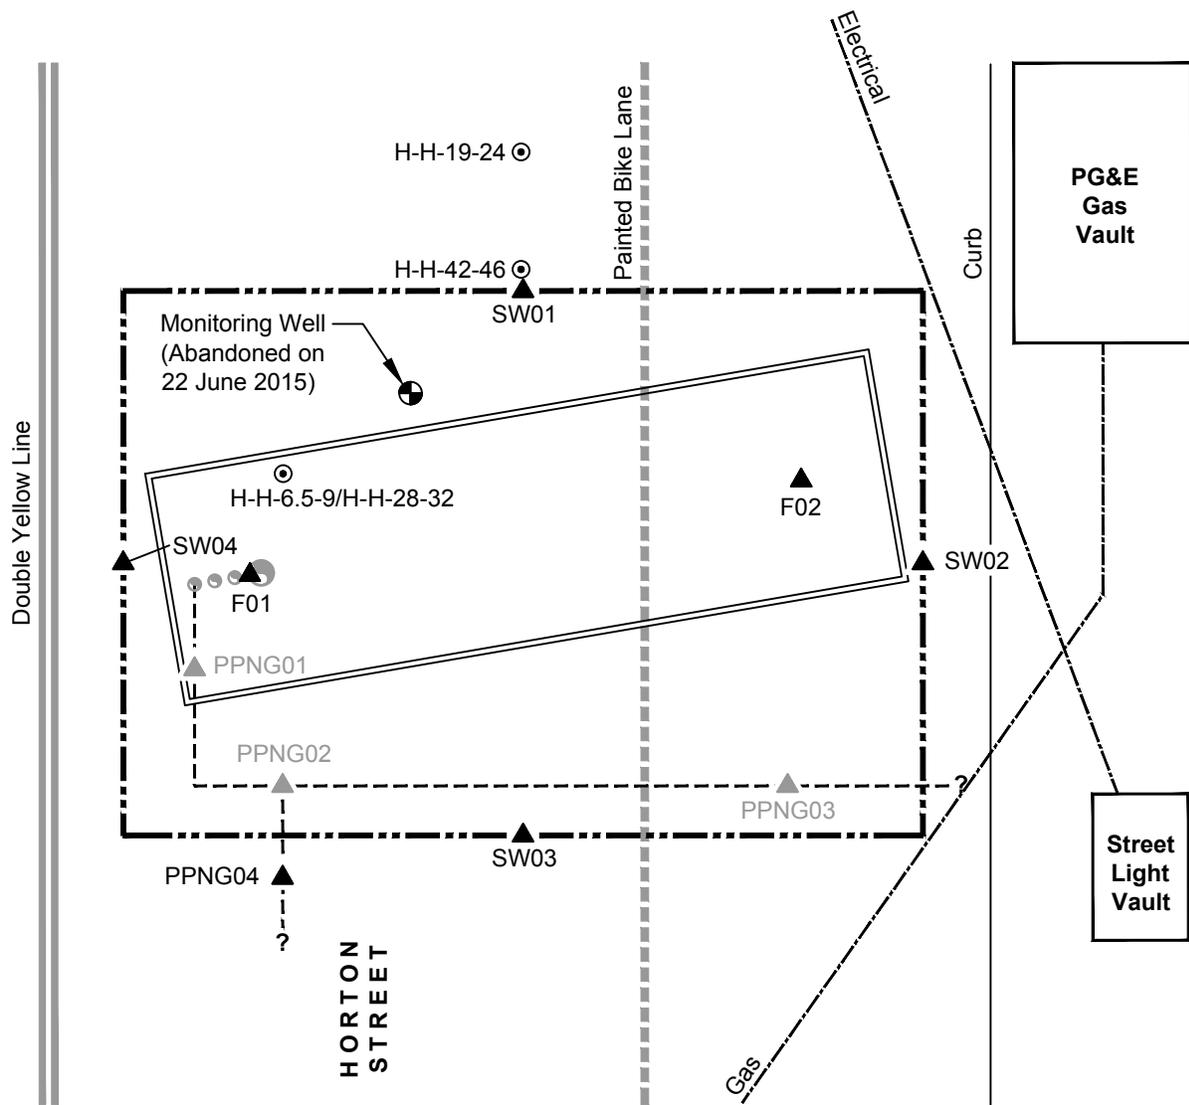 Electrical
Painted Bike Lane
H-H-19-24
PG&E
Gas
Vault
Curb
H-H-42-46
SW01
Monitoring Well
(Abandoned on
22 June 2015)
Double Yellow Line
H-H-6.5-9/H-H-28-32
F02
SW04
SW02
F01
PPNG01
PPNG02
?
PPNG03
Street
Light
Vault
SW03
PPNG04
?
HORTON
STREET
Gas